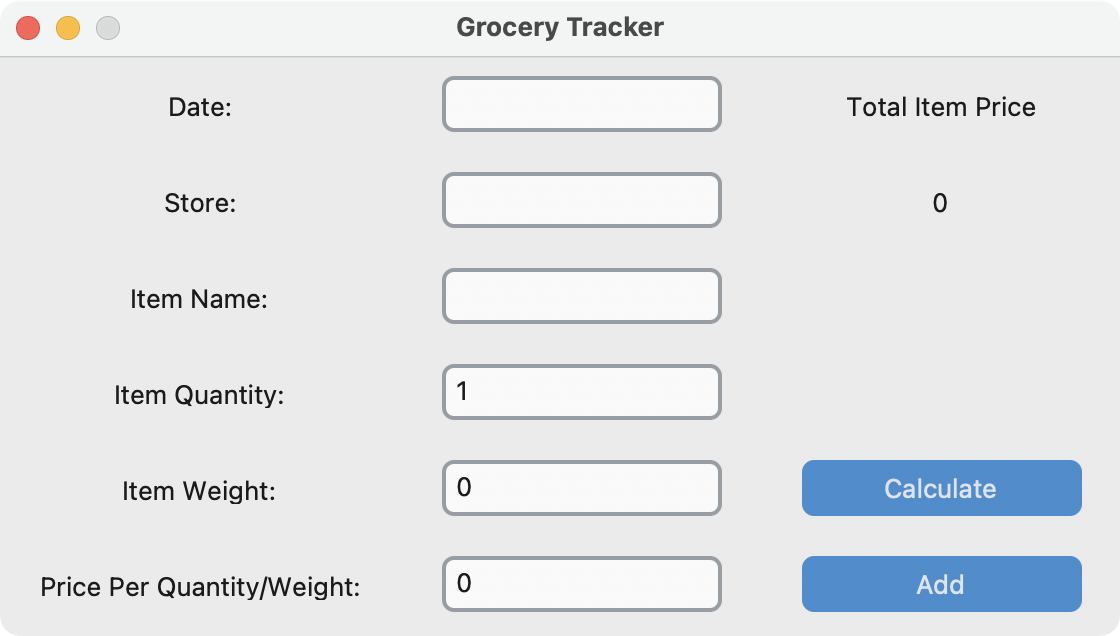 Grocery Tracker
Date:
Total Item Price
Store:
0
Item Name:
Item Quantity:
1
Item Weight:
0
Calculate
Price Per Quantity/Weight:
0
Add